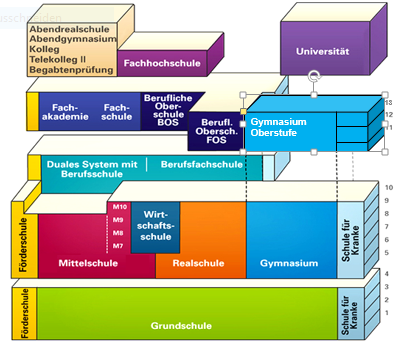 usschneiden
Abendrealschule
Abendgymnasium
Kolleg
Telekolleg II
Begabtenprüfung
Fachhochschule
Universität
Fach-
akademie
Fach-
schule
Berufliche
Ober-
schule
BOS
Berufl.
Obersch.
FOS
Gymnasium
Oberstufe
13
12
11
Duales System mit
Berufsschule
Berufsfachschule
10
9
8
7
6
5
Förderschule
M10
M9
M8
M7
Mittelschule
Wirt-
schafts-
schule
Realschule
Gymnasium
Schule für
Kranke
4
3
2
1
Förderschule
Grundschule
Schule für
Kranke